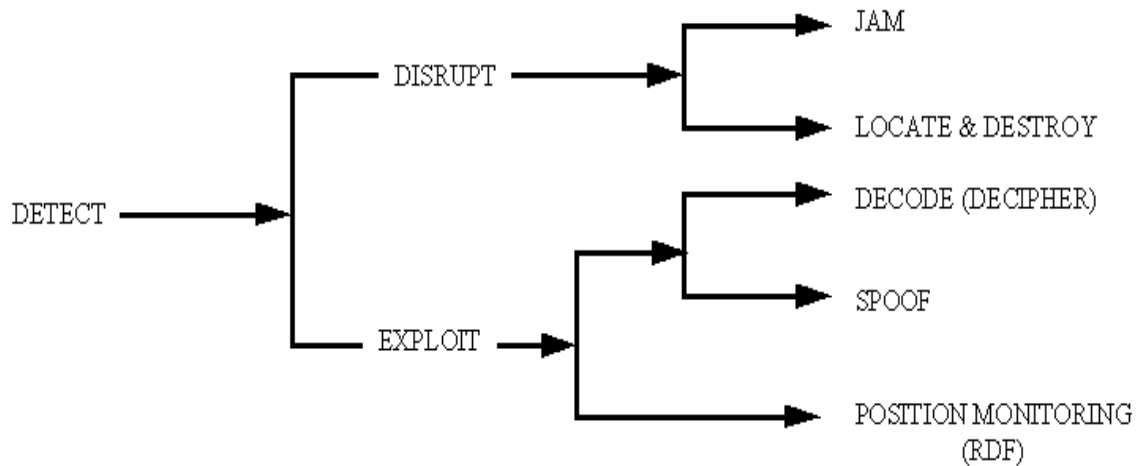 JAM
DISRUPT
LOCATE & DESTROY
DECODE (DECIPHER)
DETECT
SPOOF
EXPLOIT
POSITION MONITORING
(RDF)